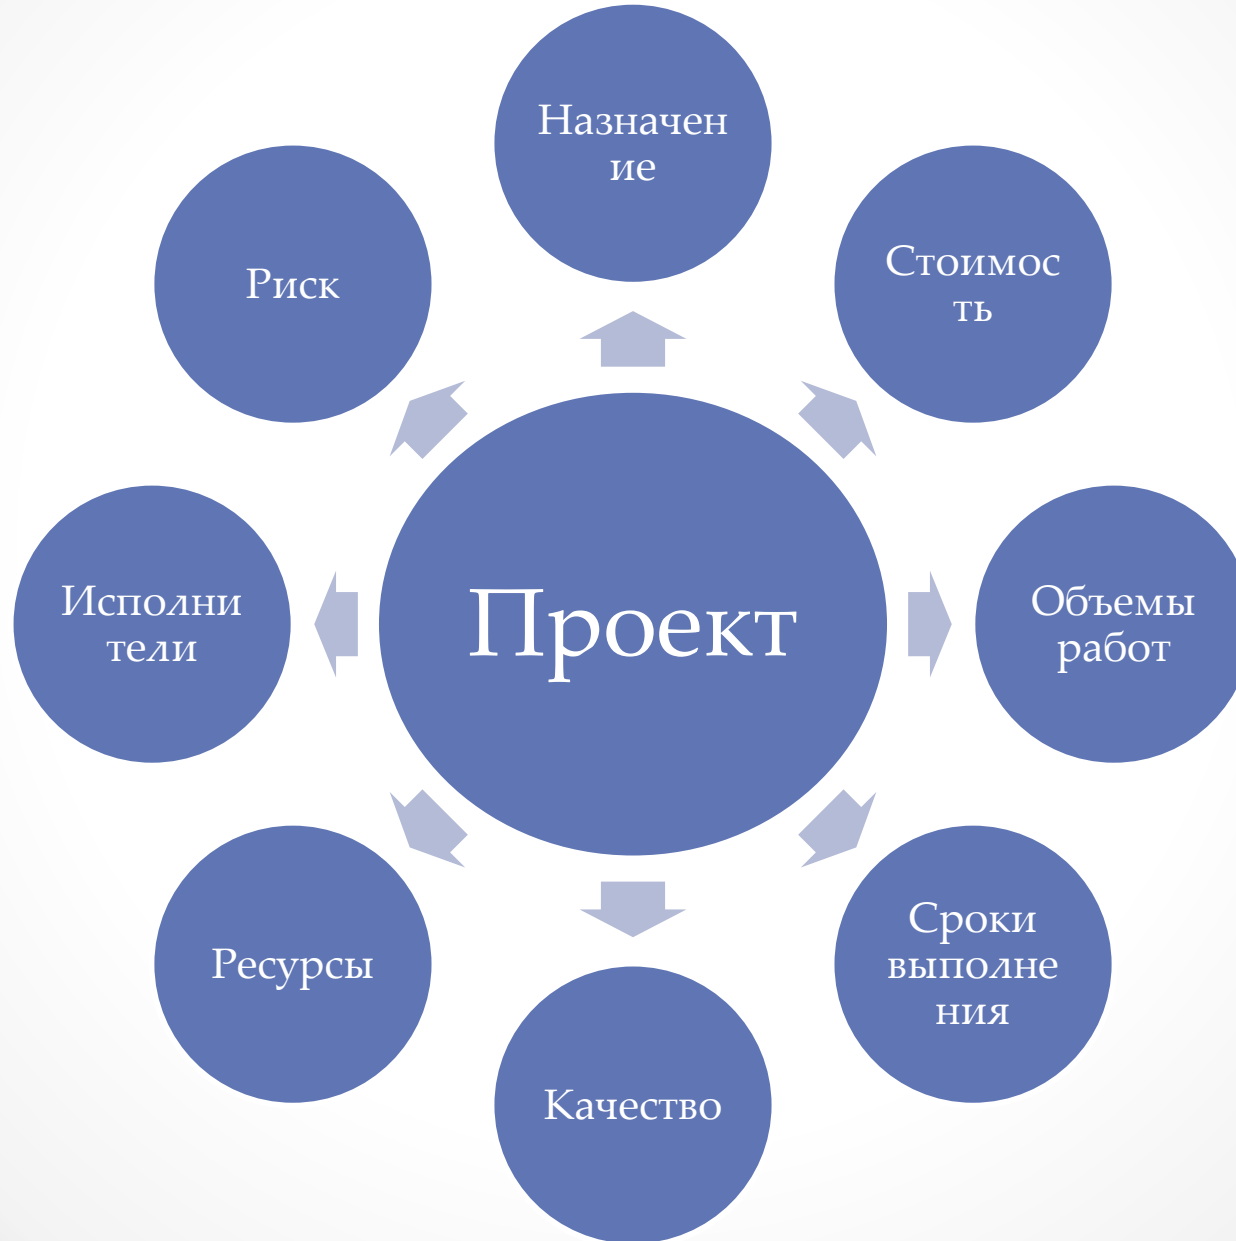 Назначен
ие
Стоимос
ть
Риск
Проект
Исполни
тели
Объемы
работ
Ресурсы
Сроки
выполне
ния
Качество